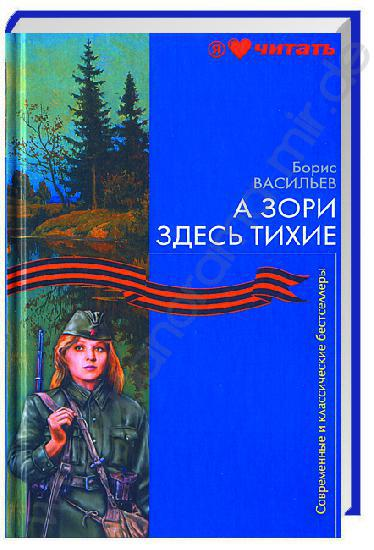 Я ❤ читать
Борис
ВАСИЛЬЕВ
А ЗОРИ
ЗДЕСЬ ТИХИЕ
Современные и классические бестселлеры